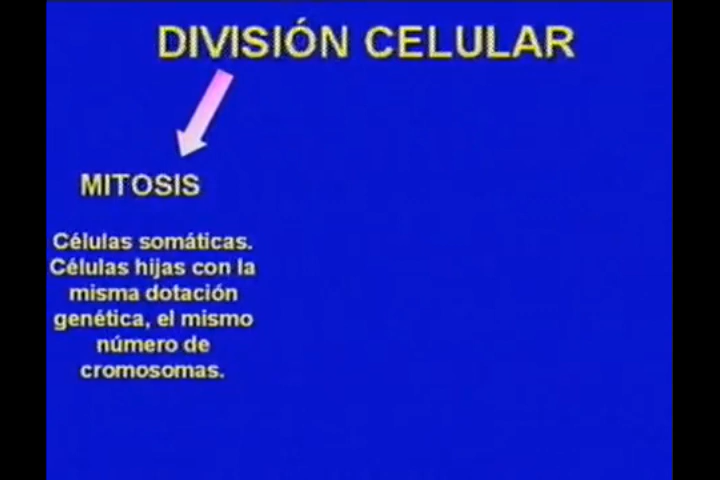 DIVISIÓN CELULAR
MITOSIS
Células somáticas.
Células hijas con la
misma dotación
genética, el mismo
número de
cromosomas.